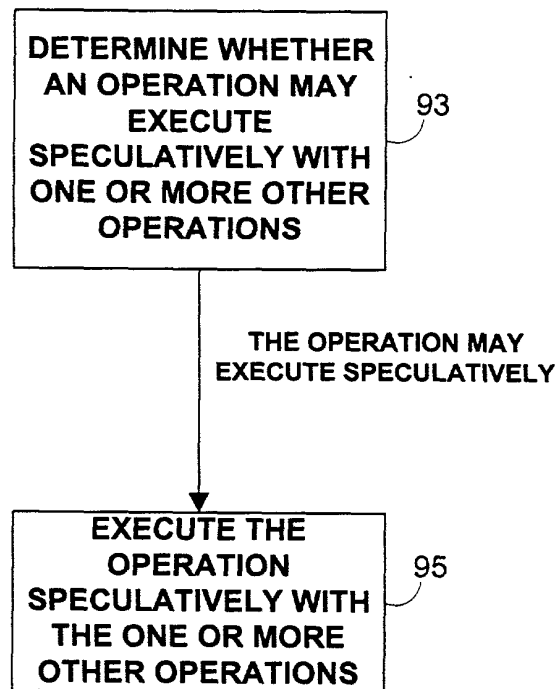 DETERMINE WHETHER
AN OPERATION MAY
EXECUTE
SPECULATIVELY WITH
ONE OR MORE OTHER
OPERATIONS
93
THE OPERATION MAY
EXECUTE SPECULATIVELY
EXECUTE THE
OPERATION
SPECULATIVELY WITH
THE ONE OR MORE
OTHER OPERATIONS
95